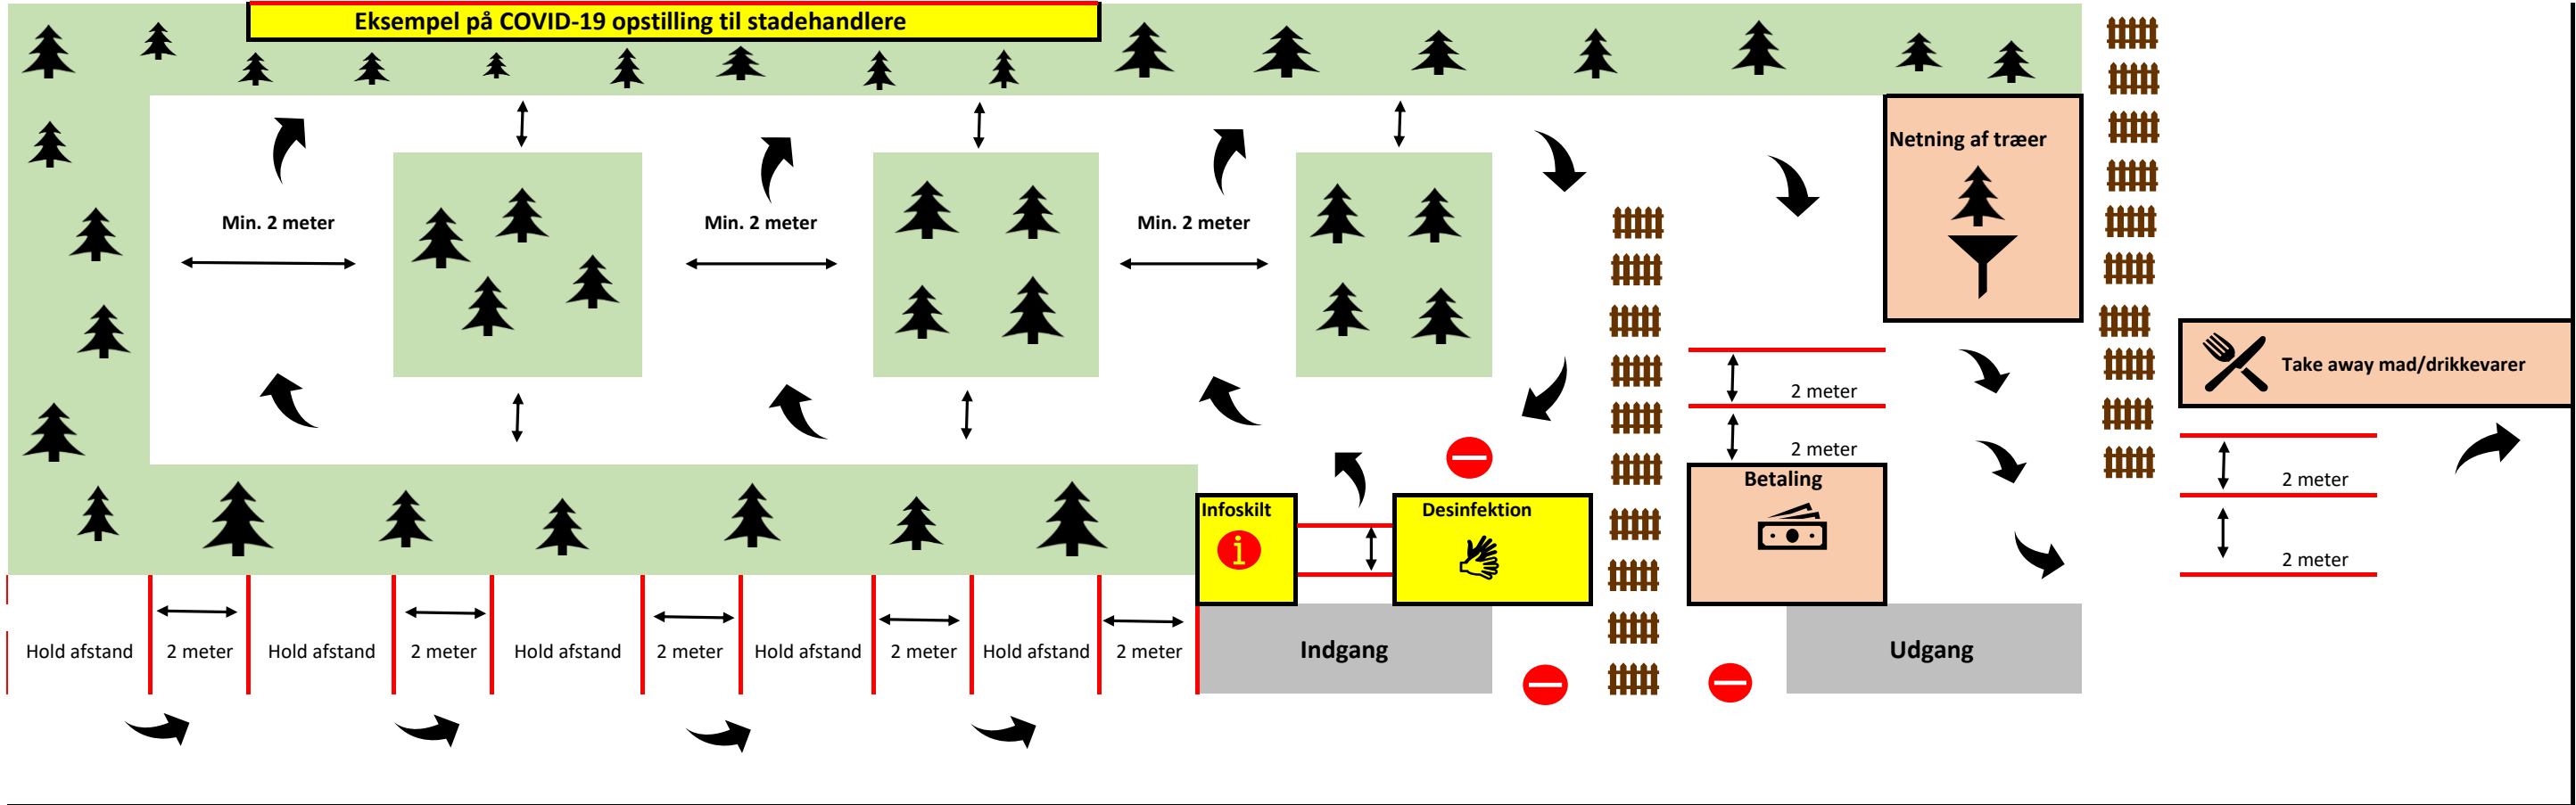 Eksempel på COVID-19 opstilling til stadehandlere
Netning af træer
Min. 2 meter
Min. 2 meter
Min. 2 meter
Take away mad/drikkevarer
2 meter
2 meter
Betaling
2 meter
2 meter
Infoskilt
i
Desinfektion
Hold afstand
2 meter
Hold afstand
2 meter
Hold afstand
2 meter
Hold afstand
2 meter
Hold afstand
2 meter
Indgang
Udgang